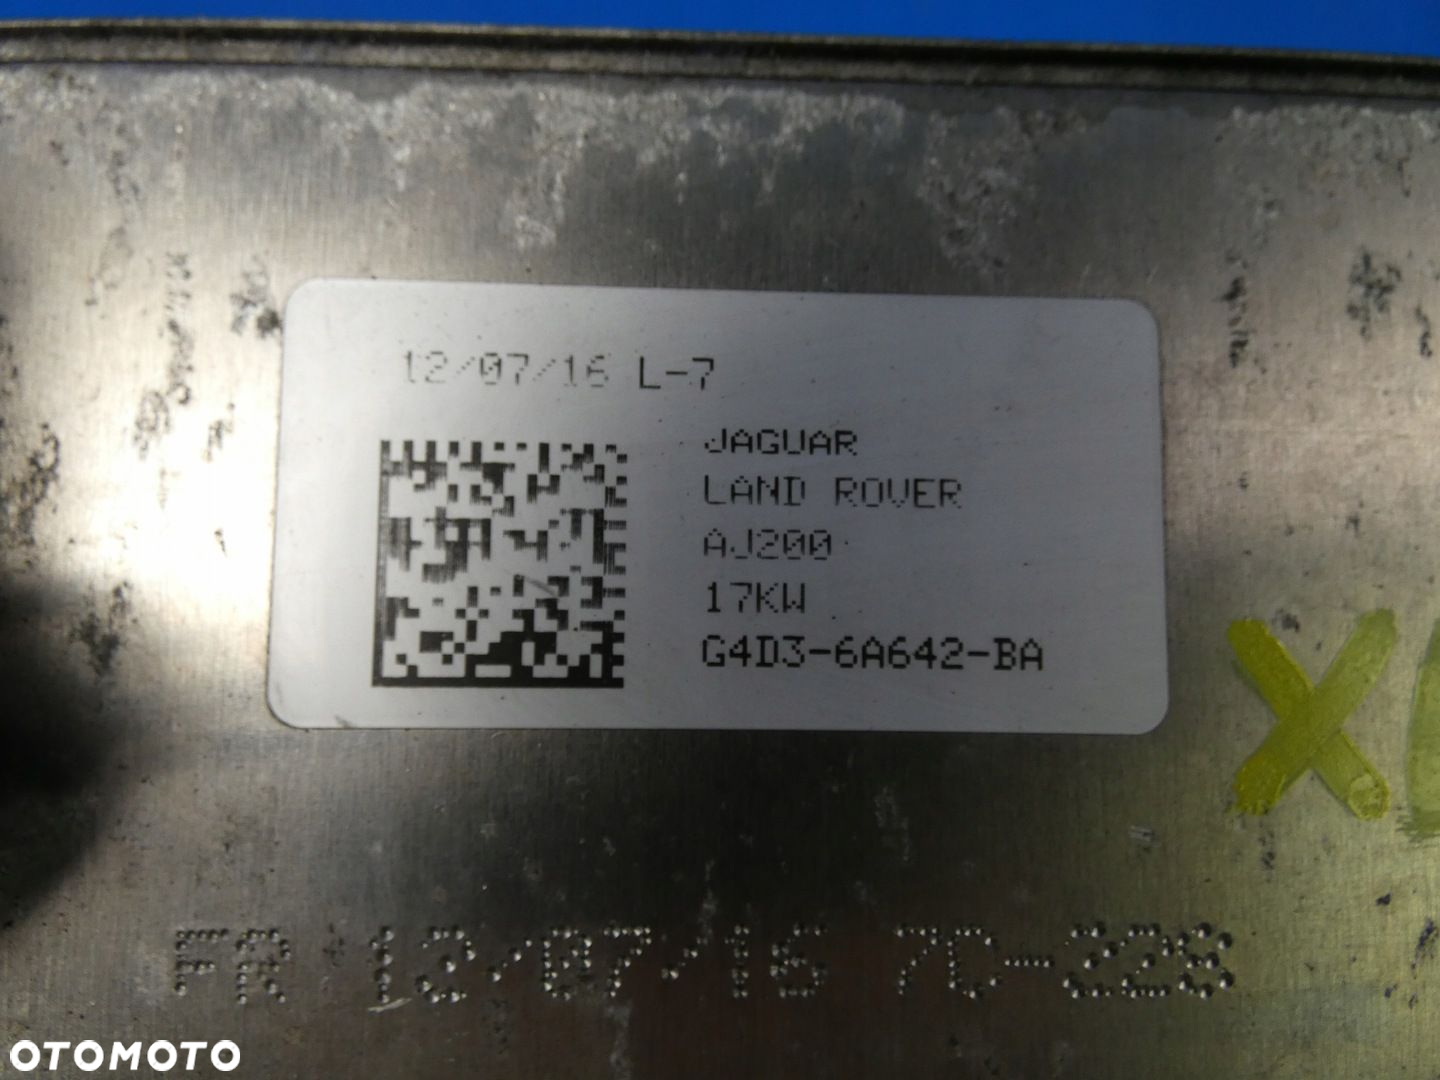 12/07/16 L-7
JAGUAR
LAND ROVER
AJ200
17KW
G4D3-6A642-BA
X
FR 12/07/16 7C-228
OTOMOTO